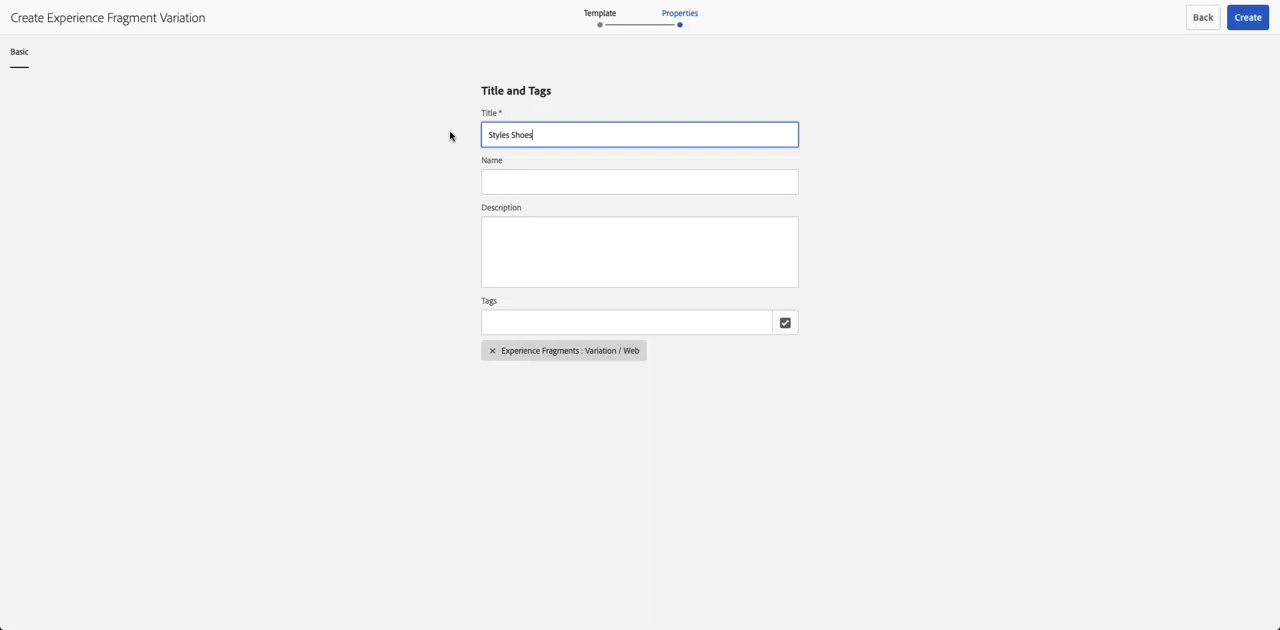 Create Experience Fragment Variation
Template
Properties
Back
Create
Basic
Title and Tags
Title *
Styles Shoes
Name
Description
Tags
Experience Fragments : Variation / Web